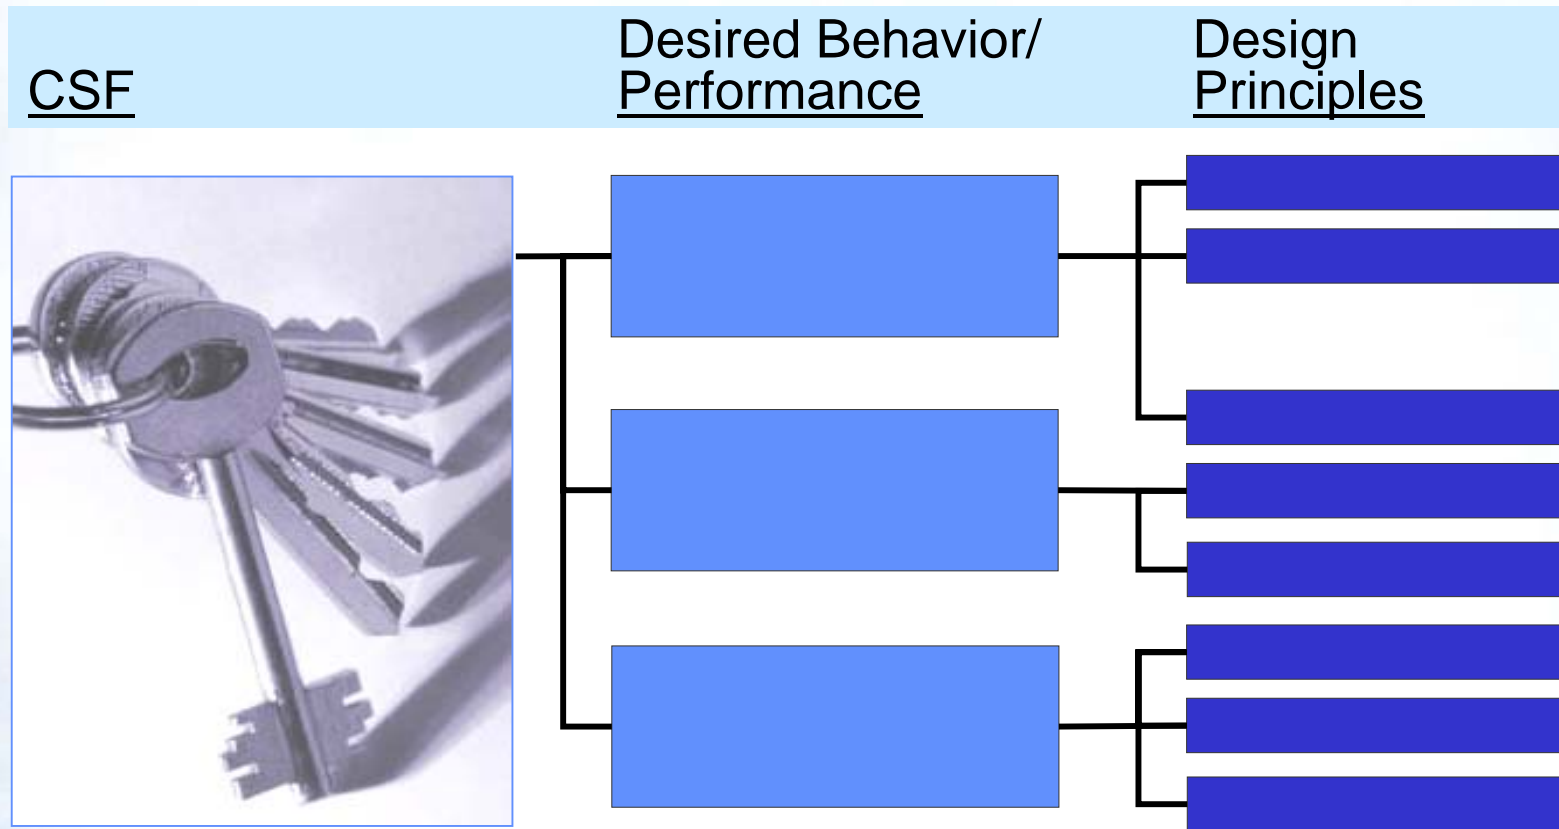 CSF
Desired Behavior/
Performance
Design
Principles